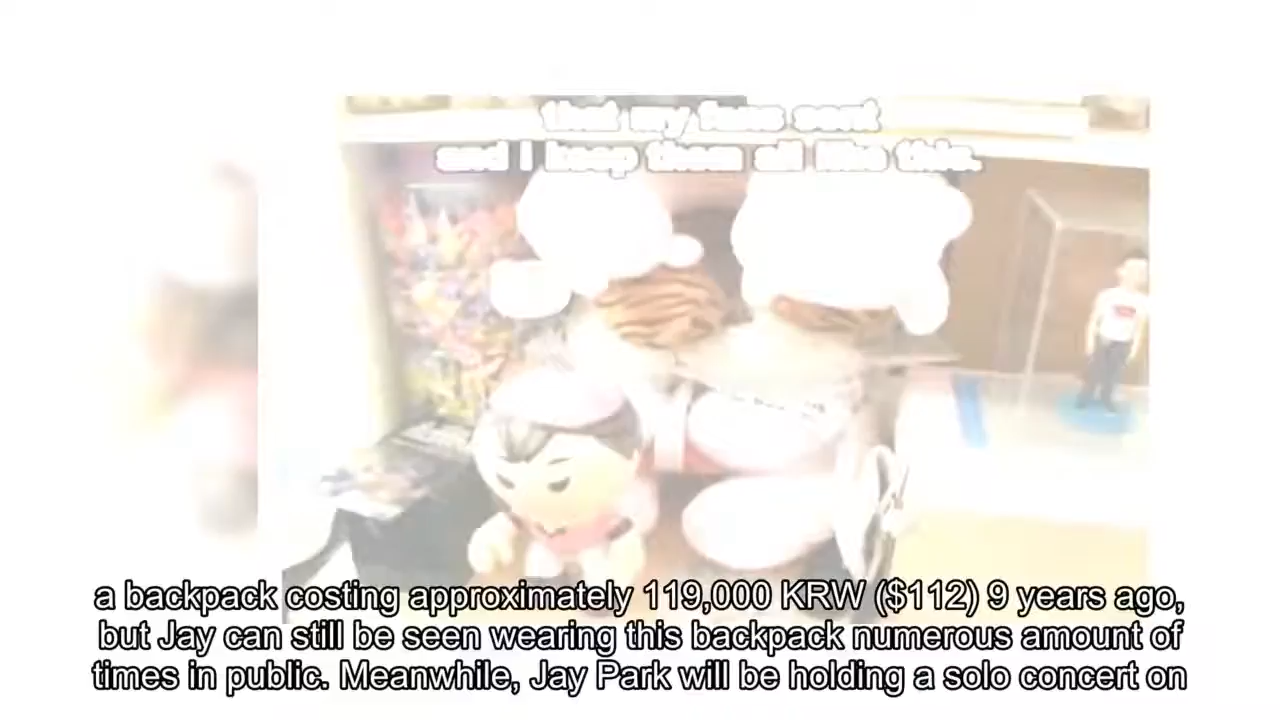 that my fans sent
and I keep them all like this.
a backpack costing approximately 119,000 KRW ($112) 9 years ago,
but Jay can still be seen wearing this backpack numerous amount of
times in public. Meanwhile, Jay Park will be holding a solo concert on